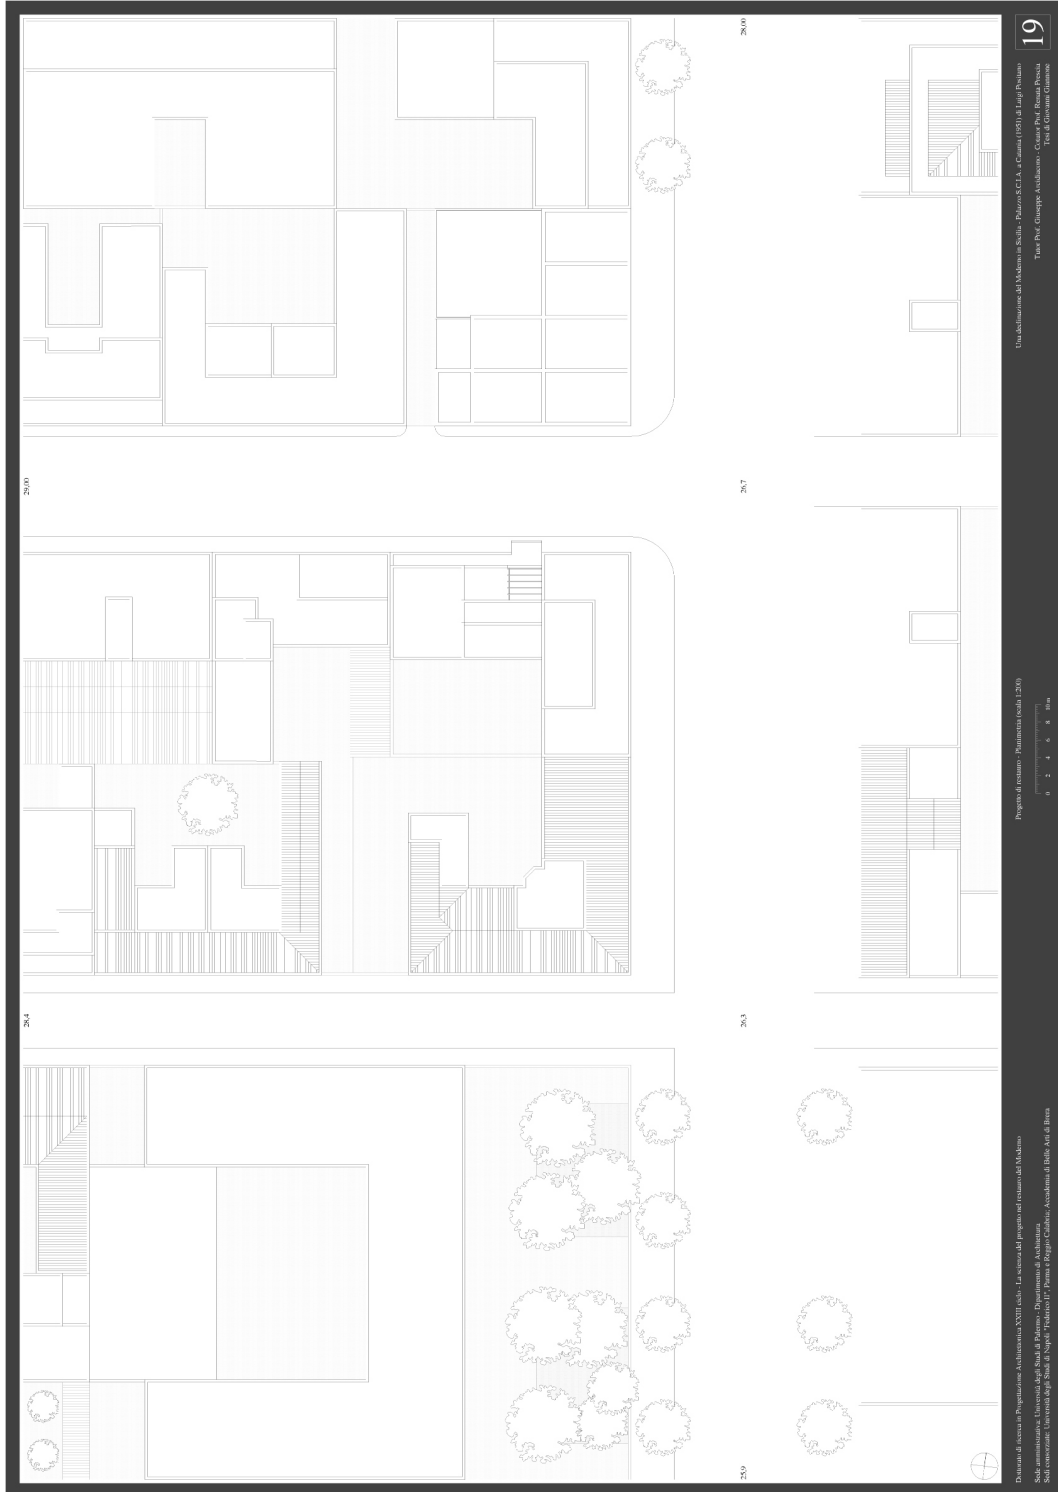 Dottorato di ricerca in Progettazione Architettonica XXIII ciclo - La scienza del progetto nel restauro del Moderno
Sede amministrativa: Università degli Studi di Palermo - Dipartimento di Architettura
Sedi consorziate: Università degli Studi di Napoli "Federico II", Parma e Reggio Calabria; Accademia di Belle Arti di Brera
Progetto di restauro - Planimetria (scala 1:200)
0 2 4 6 8 10 m
Una declinazione del Moderno in Sicilia - Palazzo S.C.I.A. a Catania (1951) di Luigi Positano
Tutor Prof. Giuseppe Arcidiacono - Cotutor Prof. Renata Prescia
Tesi di Giovanni Giannone
19
28,4
29,00
25,9
26,3
26,7
28,00